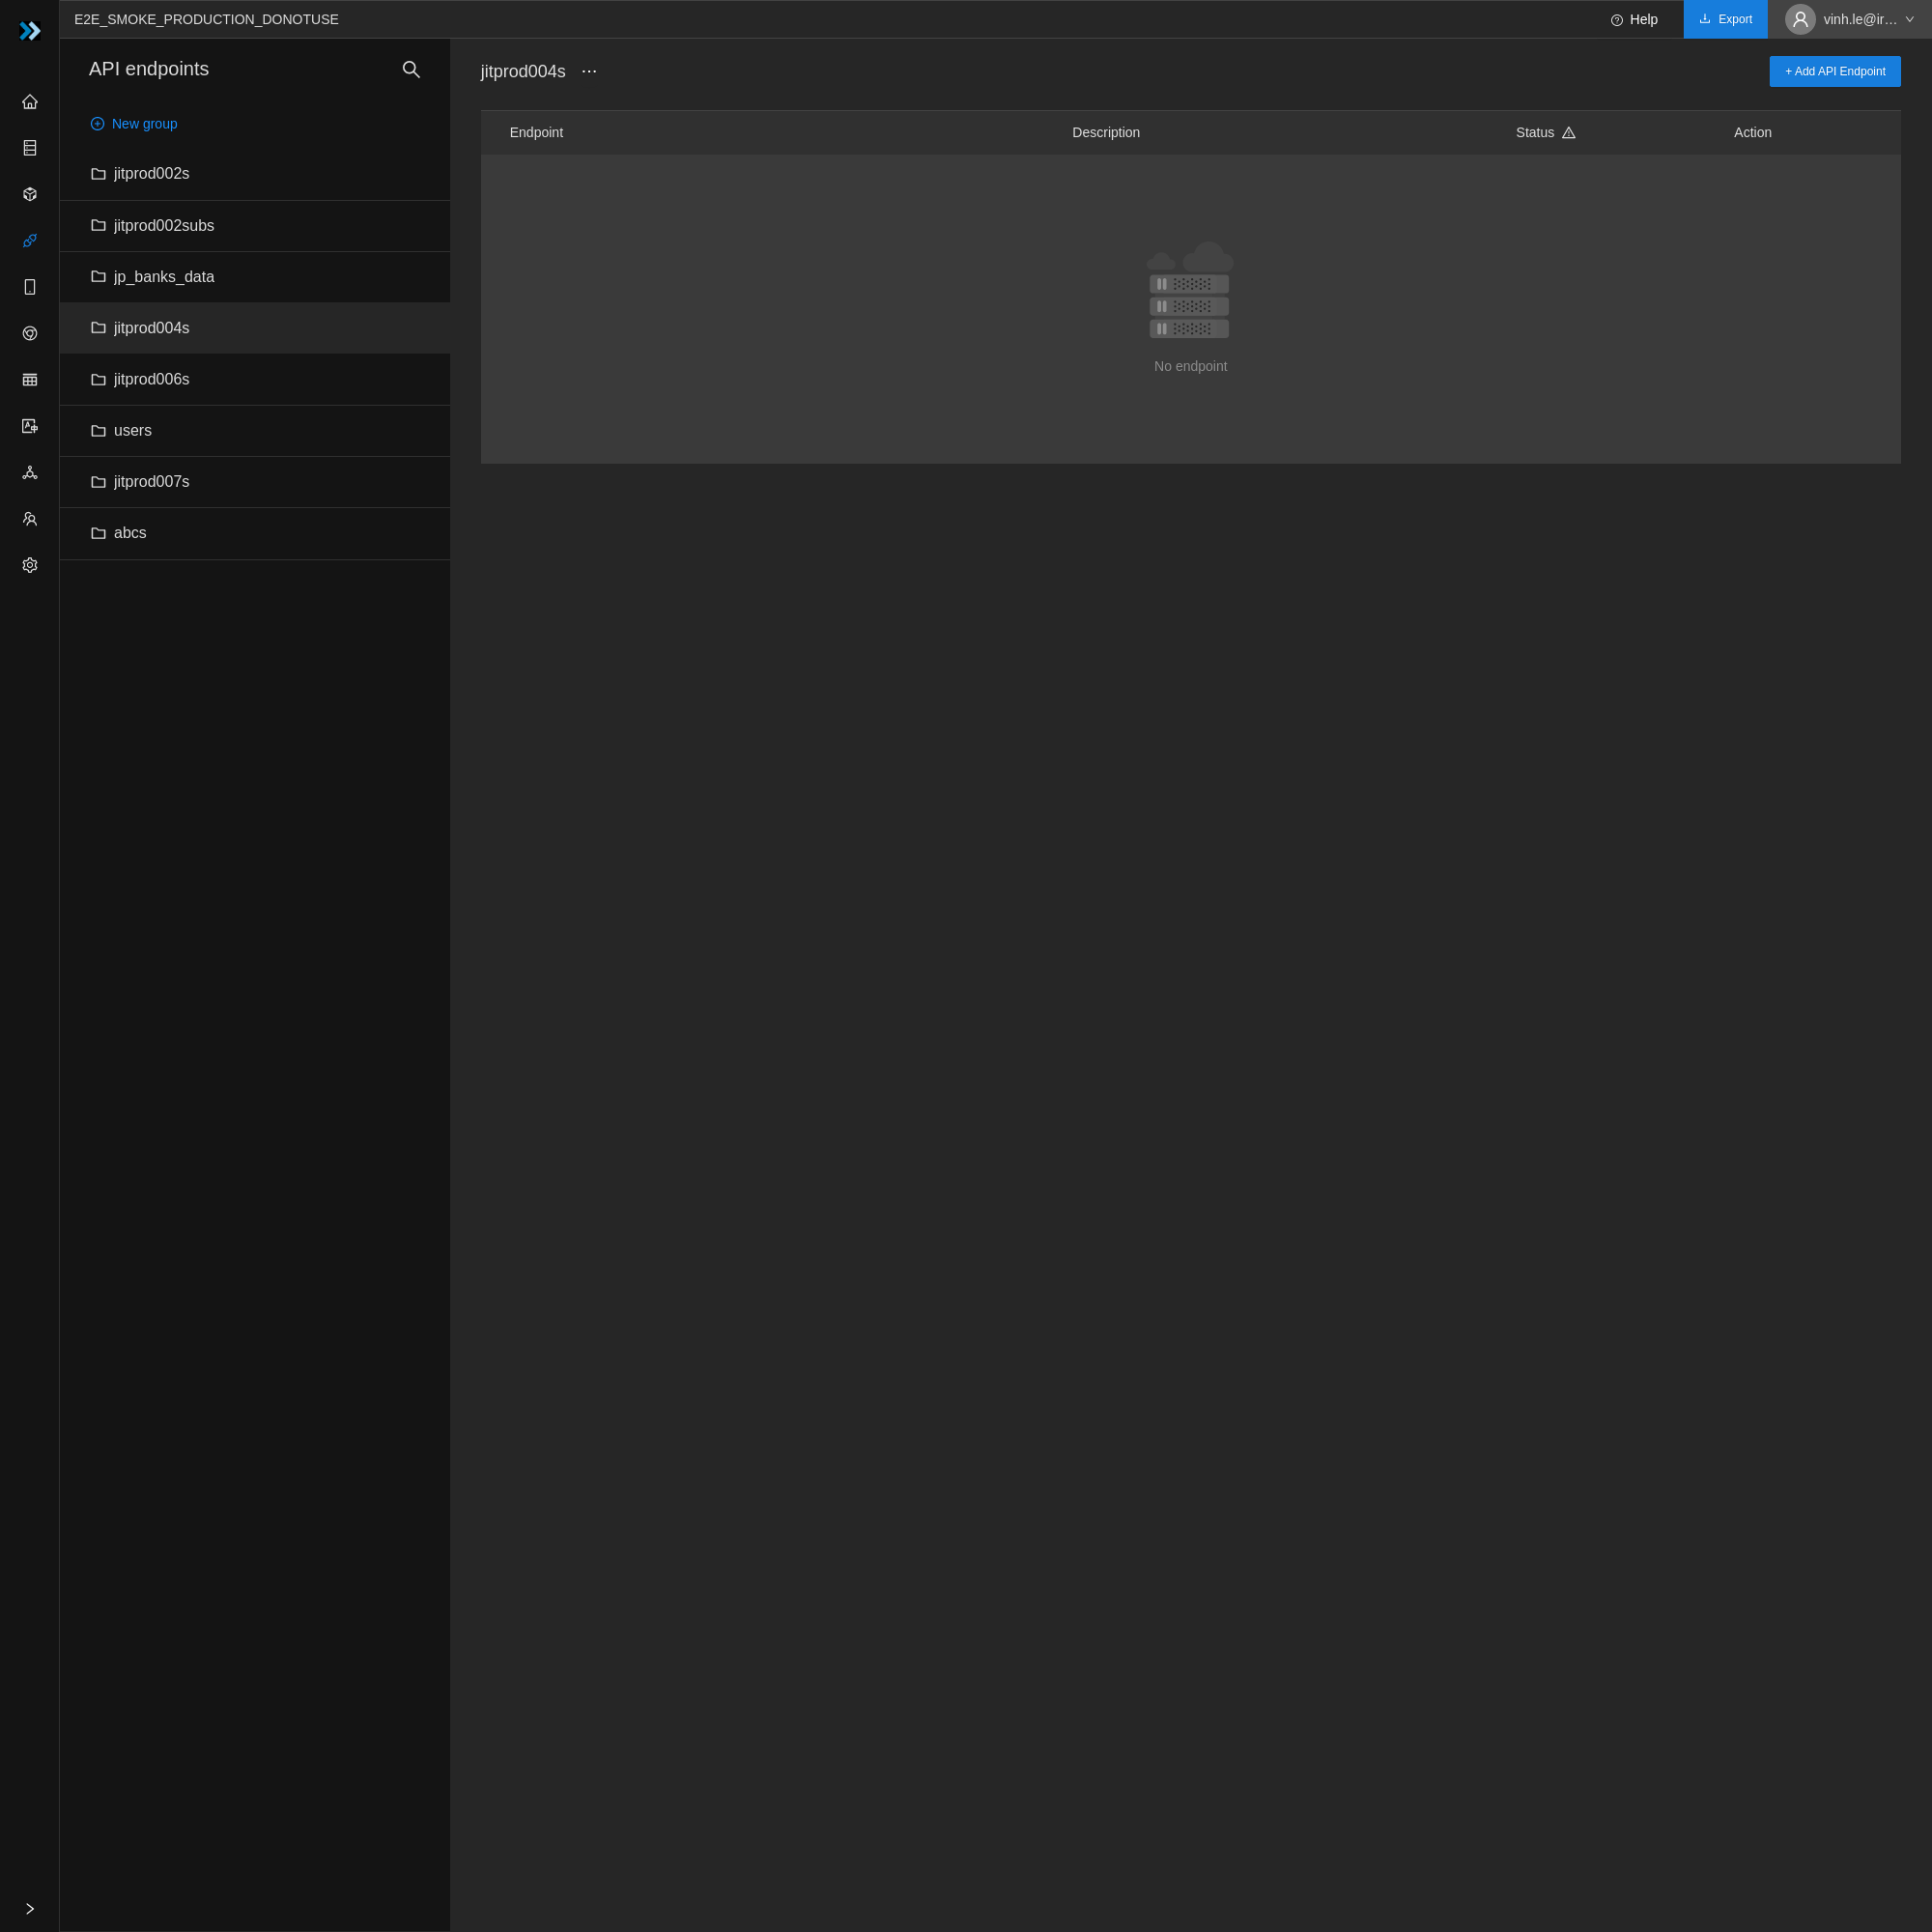 E2E_SMOKE_PRODUCTION_DONOTUSE
Help
Export
vinh.le@ir…
API endpoints
New group
jitprod002s
jitprod002subs
jp_banks_data
jitprod004s
jitprod006s
users
jitprod007s
abcs
jitprod004s
+ Add API Endpoint
Endpoint Description Status Action
No endpoint